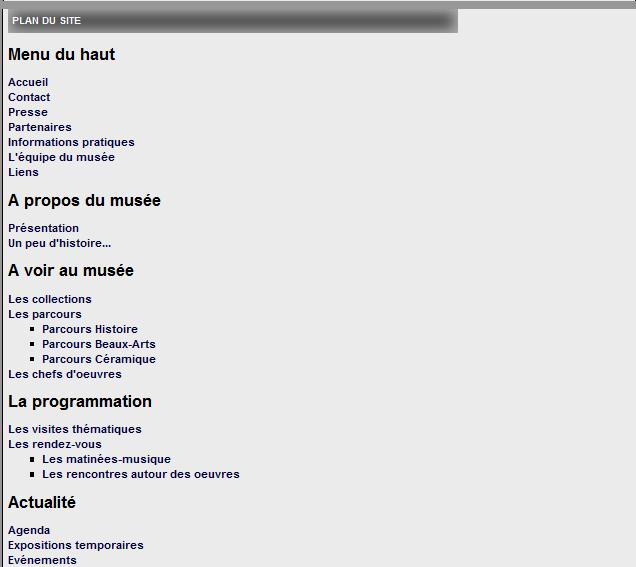 PLAN DU SITE
Menu du haut
Accueil
Contact
Presse
Partenaires
Informations pratiques
L'équipe du musée
Liens
A propos du musée
Présentation
Un peu d'histoire...
A voir au musée
Les collections
Les parcours
Parcours Histoire
Parcours Beaux-Arts
Parcours Céramique
Les chefs d'oeuvres
La programmation
Les visites thématiques
Les rendez-vous
Les matinées-musique
Les rencontres autour des oeuvres
Actualité
Agenda
Expositions temporaires
Evénements